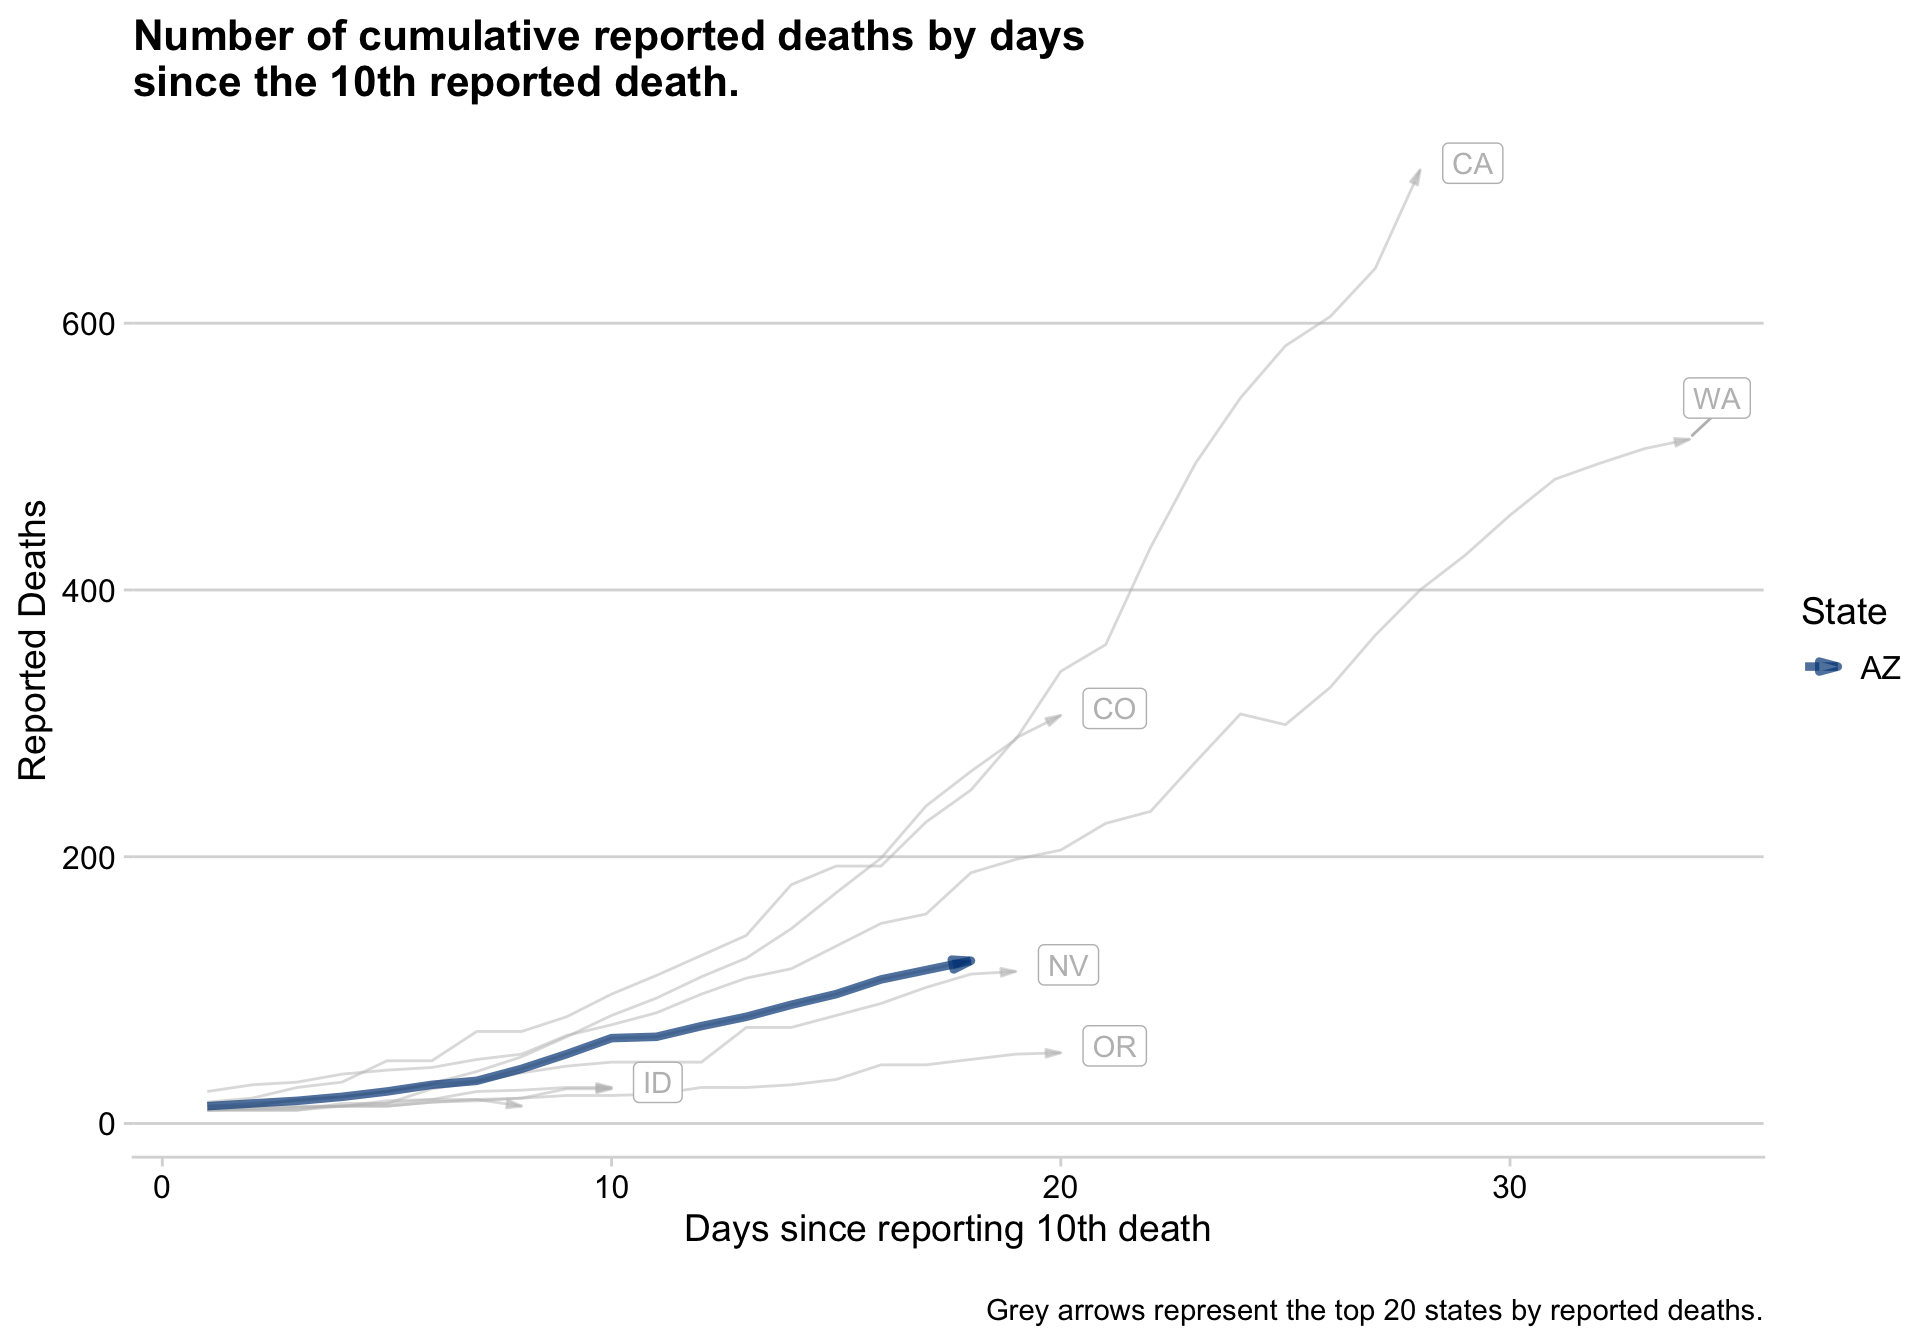 Number of cumulative reported deaths by days
since the 10th reported death.
CA
600
WA
Reported Deaths
400
State
AZ
CO
200
NV
OR
ID
0
0 10 20 30
Days since reporting 10th death
Grey arrows represent the top 20 states by reported deaths.